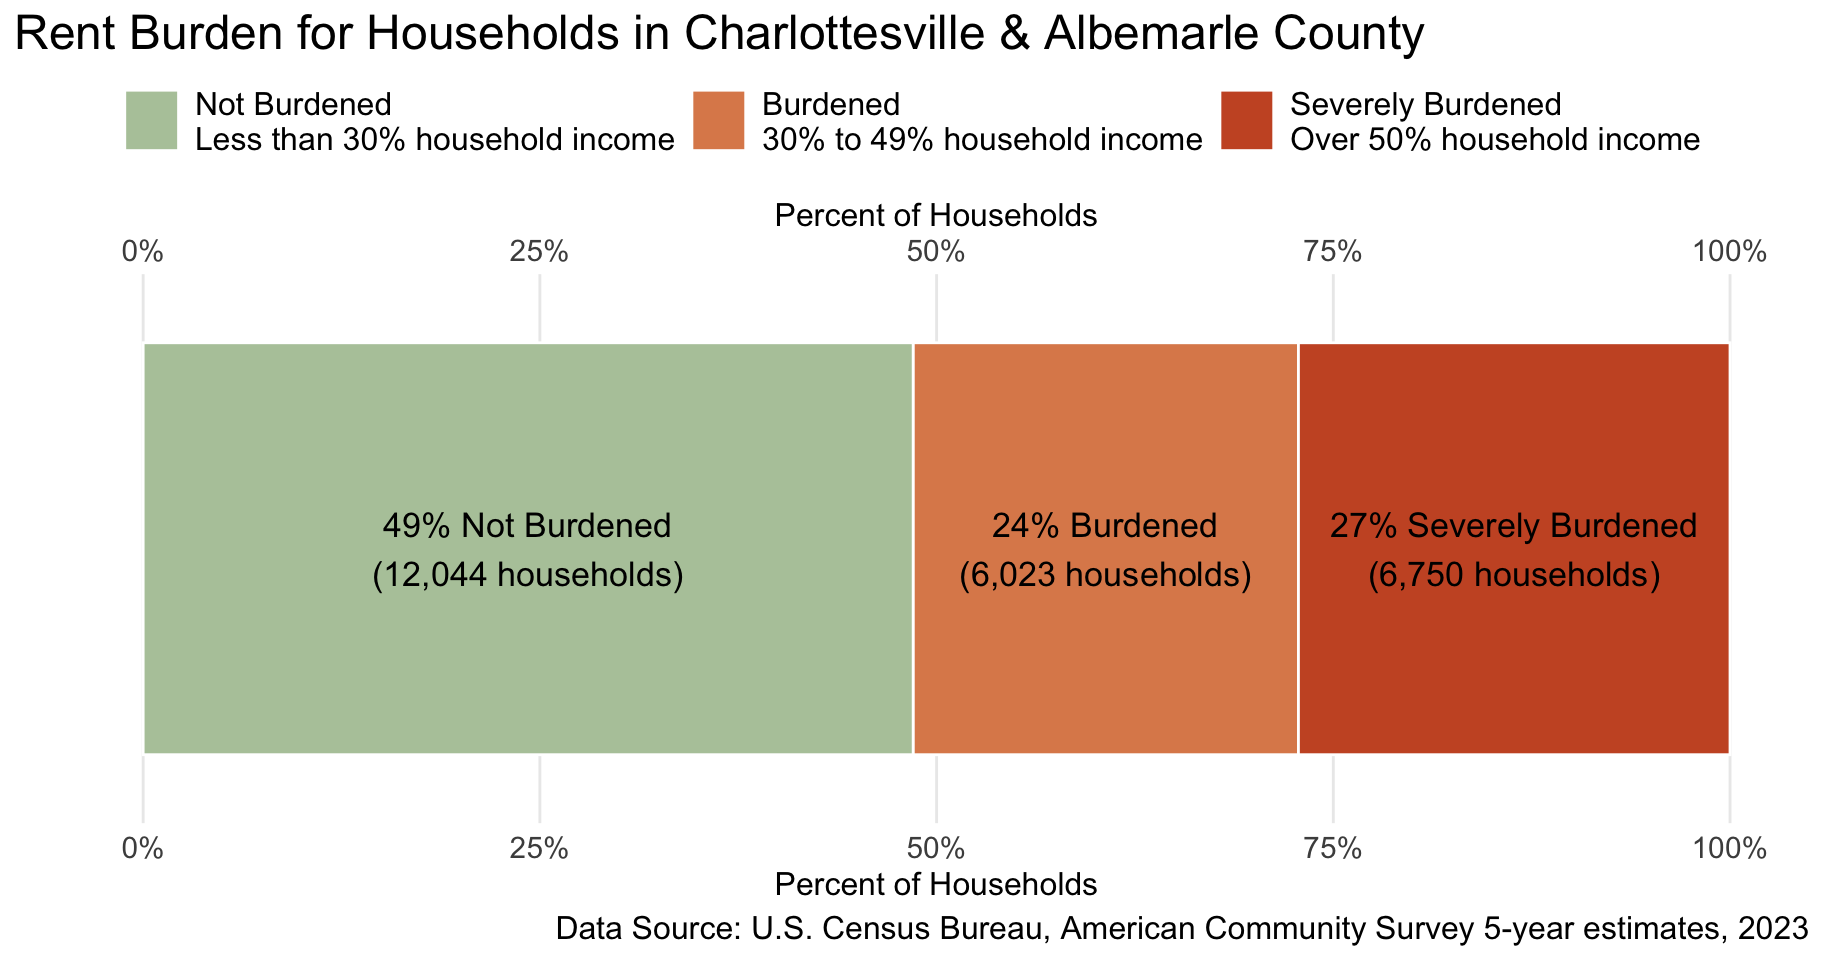 Rent Burden for Households in Charlottesville & Albemarle County
Not Burdened
Less than 30% household income
Burdened
30% to 49% household income
Severely Burdened
Over 50% household income
Percent of Households
0% 25% 50% 75% 100%
49% Not Burdened
(12,044 households)
24% Burdened
(6,023 households)
27% Severely Burdened
(6,750 households)
0% 25% 50% 75% 100%
Percent of Households
Data Source: U.S. Census Bureau, American Community Survey 5-year estimates, 2023